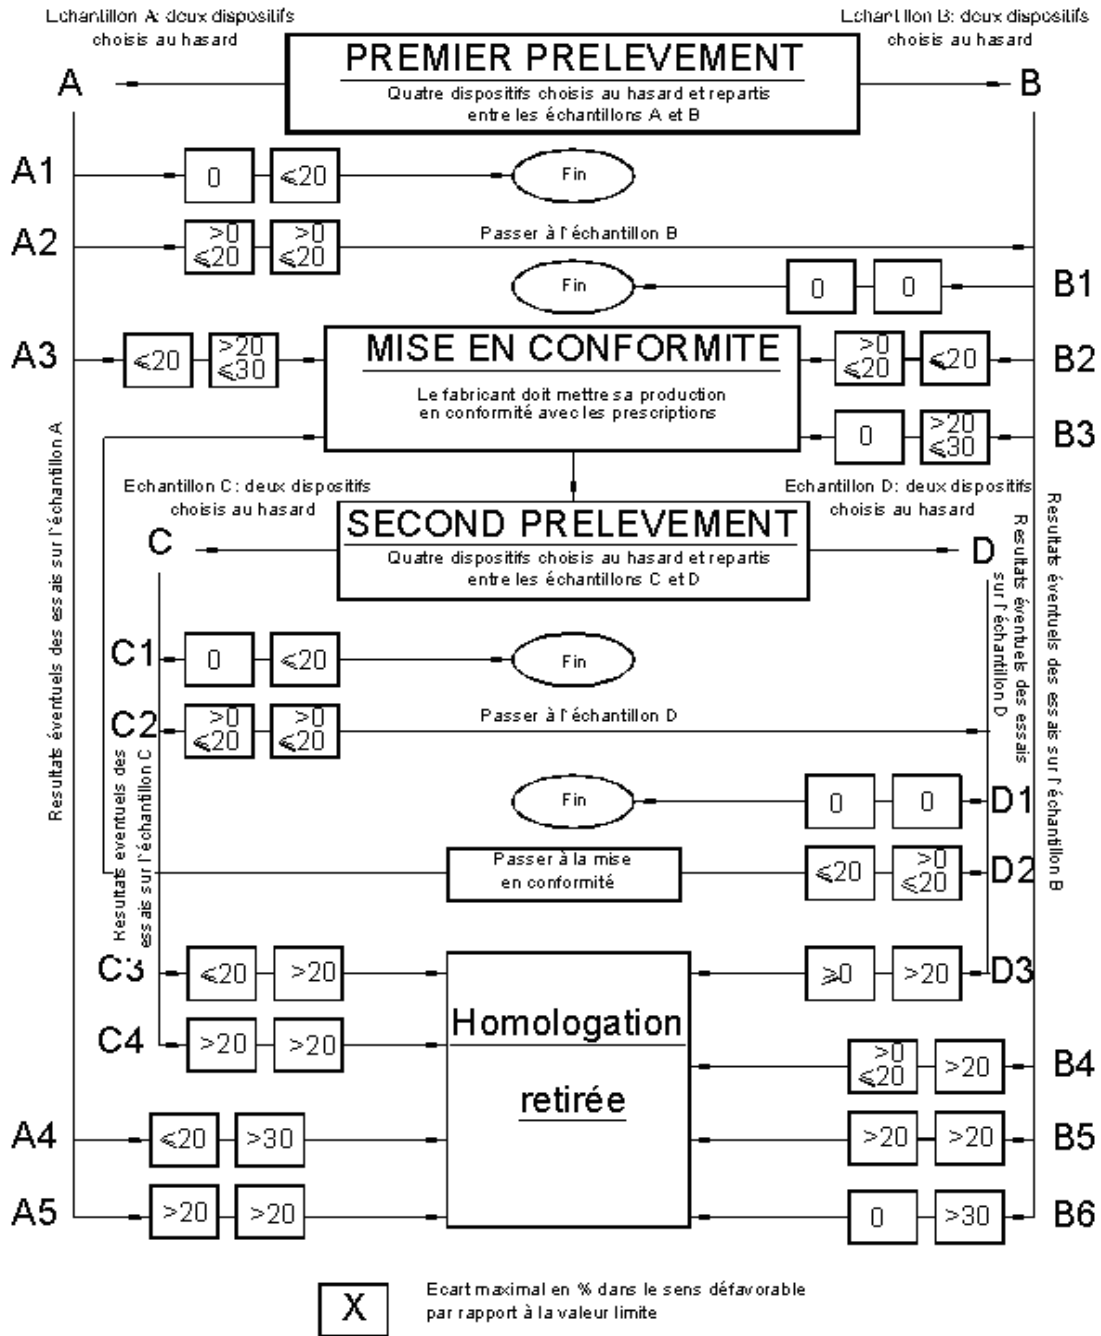 Echantillon A: deux dispositifs
choisis au hasard
Echantillon B: deux dispositifs
choisis au hasard
PREMIER PRELEVEMENT
Quatre dispositifs choisis au hasard et repartis
entre les échantillons A et B
A
B
A1
0
⩽20
Fin
A2
>0
⩽20
>0
⩽20
Passer à l'échantillon B
Fin
0
0
B1
A3
⩽20
>20
⩽30
MISE EN CONFORMITE
Le fabricant doit mettre sa production
en conformité avec les prescriptions
>0
⩽20
⩽20
B2
0
>20
⩽30
B3
Resultats éventuels des essais sur l'échantillon A
Echantillon C: deux dispositifs
choisis au hasard
Echantillon D: deux dispositifs
choisis au hasard
SECOND PRELEVEMENT
Quatre dispositifs choisis au hasard et repartis
entre les échantillons C et D
C
D
Resultats éventuels des essais
sur l'échantillon D
Resultats éventuels des essais sur l'échantillon B
C1
0
⩽20
Fin
C2
>0
⩽20
>0
⩽20
Passer à l'échantillon D
Resultats éventuels des
essais sur l'échantillon C
Fin
0
0
D1
Passer à la mise
en conformité
⩽20
>0
⩽20
D2
C3
⩽20
>20
Homologation
retirée
⩾0
>20
D3
C4
>20
>20
>0
⩽20
>20
B4
A4
⩽20
>30
>20
>20
B5
A5
>20
>20
0
>30
B6
X
Ecart maximal en % dans le sens défavorable
par rapport à la valeur limite